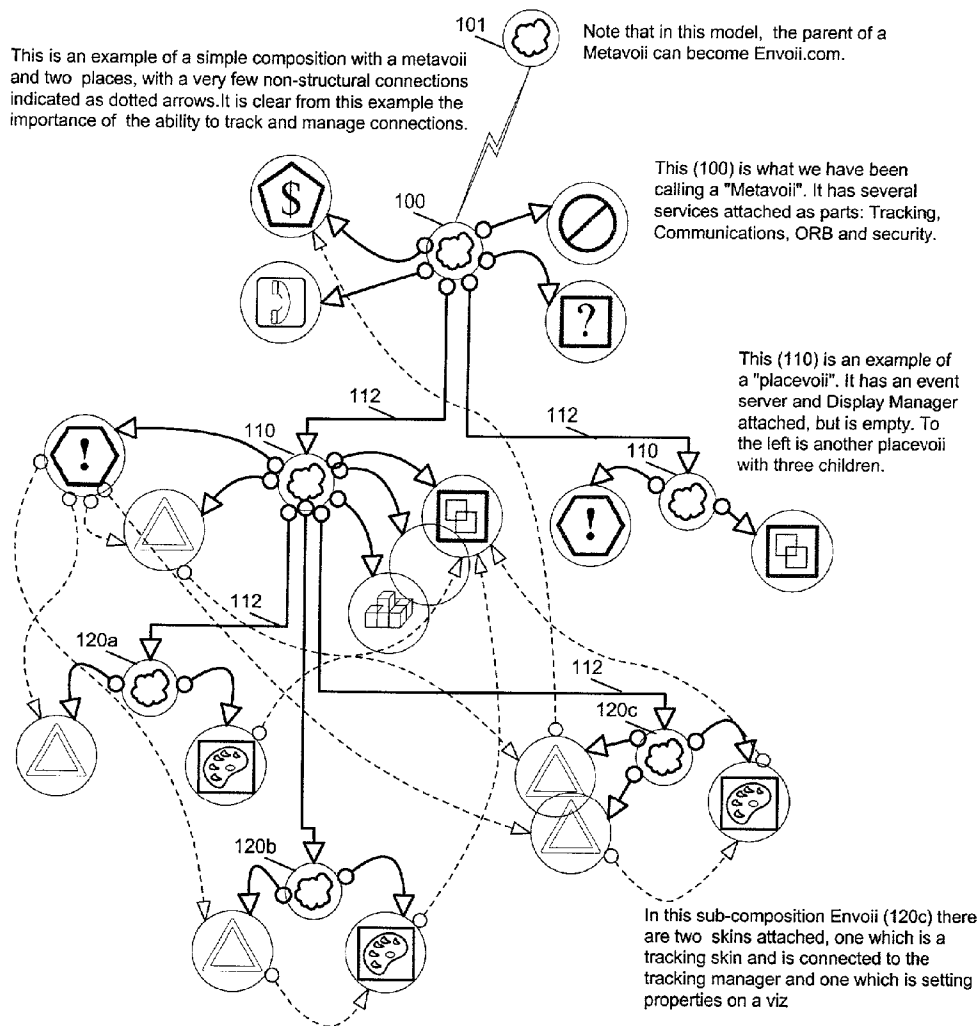 101
Note that in this model, the parent of a
Metavoii can become Envoii.com.
This is an example of a simple composition with a metavoii
and two places, with a very few non-structural connections
indicated as dotted arrows.It is clear from this example the
importance of the ability to track and manage connections.
This (100) is what we have been
calling a "Metavoii". It has several
services attached as parts: Tracking,
Communications, ORB and security.
100
$
?
This (110) is an example of
a "placevoii". It has an event
server and Display Manager
attached, but is empty. To
the left is another placevoii
with three children.
112
112
110
110
!
!
112
120a
112
120c
120b
In this sub-composition Envoii (120c) there
are two skins attached, one which is a
tracking skin and is connected to the
tracking manager and one which is setting
properties on a viz